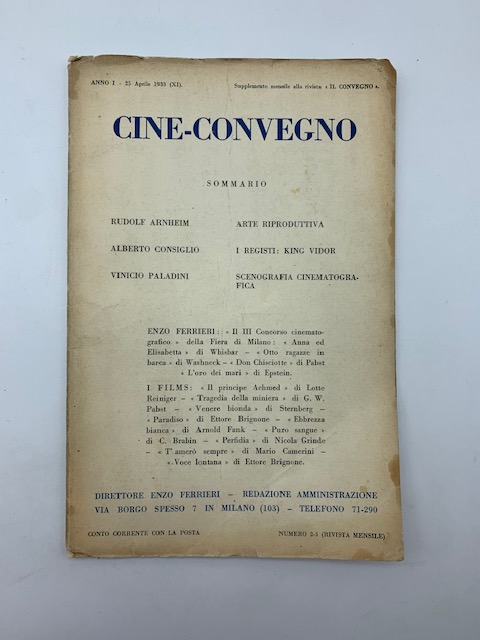 ANNO I - 25 Aprile 1933 (XI). Supplemento mensile alla rivista « IL CONVEGNO ».
CINE-CONVEGNO
SOMMARIO
RUDOLF ARNHEIM ARTE RIPRODUTTIVA
ALBERTO CONSIGLIO I REGISTI: KING VIDOR
VINICIO PALADINI SCENOGRAFIA CINEMATOGRA-
FICA
ENZO FERRIERI: : « Il III Concorso cinemato-
grafico » della Fiera di Milano: « Anna ed
Elisabetta » di Whisbar - « Otto ragazze in
barca » di Washneck - « Don Chisciotte » di Pabst
« L'oro dei mari » di Epstein.
I FILMS: « Il principe Achmed » di Lotte
Reiniger - « Tragedia della miniera » di G. W.
Pabst - « Venere bionda » di Sternberg -
« Paradiso » di Ettore Brignone - « Ebbrezza
bianca » di Arnold Fank - « Puro sangue »
di C. Brabin - « Perfidia » di Nicola Grinde
- « T'amerò sempre » di Mario Camerini -
« Voce lontana » di Ettore Brignone.
DIRETTORE ENZO FERRIERI - REDAZIONE AMMINISTRAZIONE
VIA BORGO SPESSO 7 IN MILANO (103) - TELEFONO 71-290
CONTO CORRENTE CON LA POSTA NUMERO 2-3 (RIVISTA MENSILE)